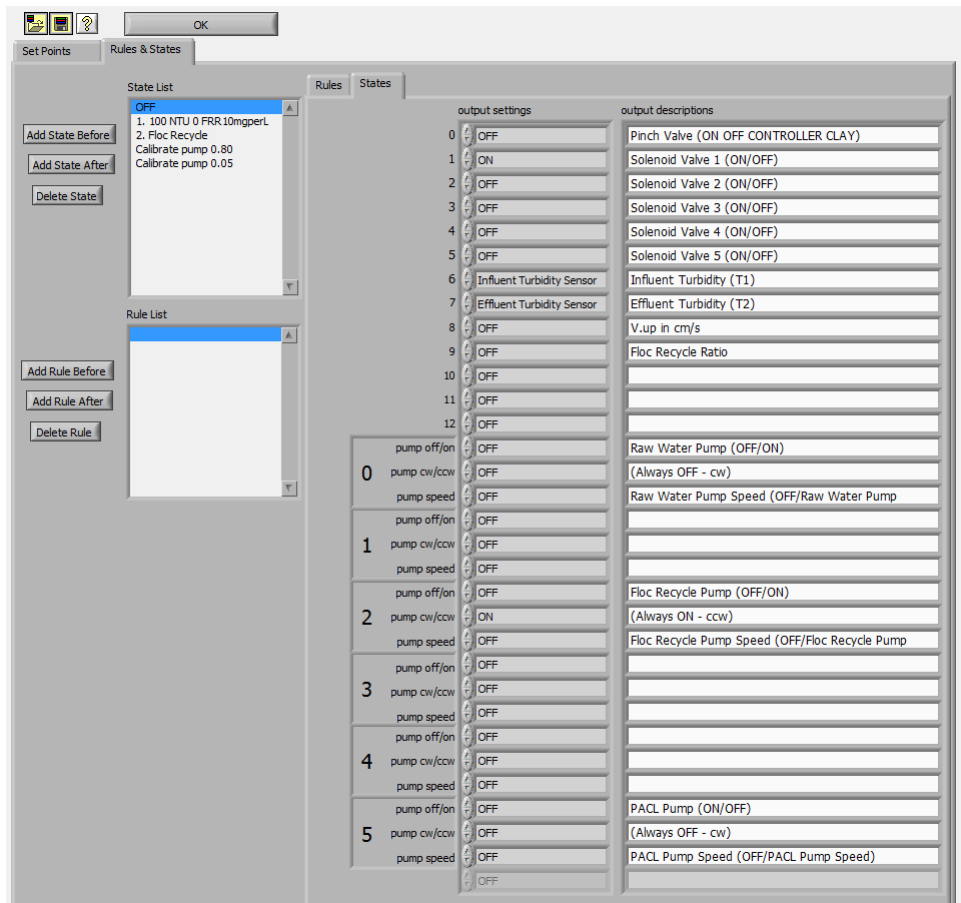 ?
OK
Set Points
Rules & States
State List
OFF
1. 100 NTU 0 FRR 10mgperL
2. Floc Recycle
Calibrate pump 0.80
Calibrate pump 0.05
Add State Before
Add State After
Delete State
Rule List
Add Rule Before
Add Rule After
Delete Rule
Rules
States
output settings output descriptions
0 OFF Pinch Valve (ON OFF CONTROLLER CLAY)
1 ON Solenoid Valve 1 (ON/OFF)
2 OFF Solenoid Valve 2 (ON/OFF)
3 OFF Solenoid Valve 3 (ON/OFF)
4 OFF Solenoid Valve 4 (ON/OFF)
5 OFF Solenoid Valve 5 (ON/OFF)
6 Influent Turbidity Sensor Influent Turbidity (T1)
7 Effluent Turbidity Sensor Effluent Turbidity (T2)
8 OFF V.up in cm/s
9 OFF Floc Recycle Ratio
10 OFF
11 OFF
12 OFF
pump off/on OFF Raw Water Pump (OFF/ON)
0 pump cw/ccw OFF (Always OFF - cw)
pump speed OFF Raw Water Pump Speed (OFF/Raw Water Pump
pump off/on OFF
1 pump cw/ccw OFF
pump speed OFF
pump off/on OFF Floc Recycle Pump (OFF/ON)
2 pump cw/ccw ON (Always ON - ccw)
pump speed OFF Floc Recycle Pump Speed (OFF/Floc Recycle Pump
pump off/on OFF
3 pump cw/ccw OFF
pump speed OFF
pump off/on OFF
4 pump cw/ccw OFF
pump speed OFF
pump off/on OFF PACL Pump (ON/OFF)
5 pump cw/ccw OFF (Always OFF - cw)
pump speed OFF PACL Pump Speed (OFF/PACL Pump Speed)
OFF